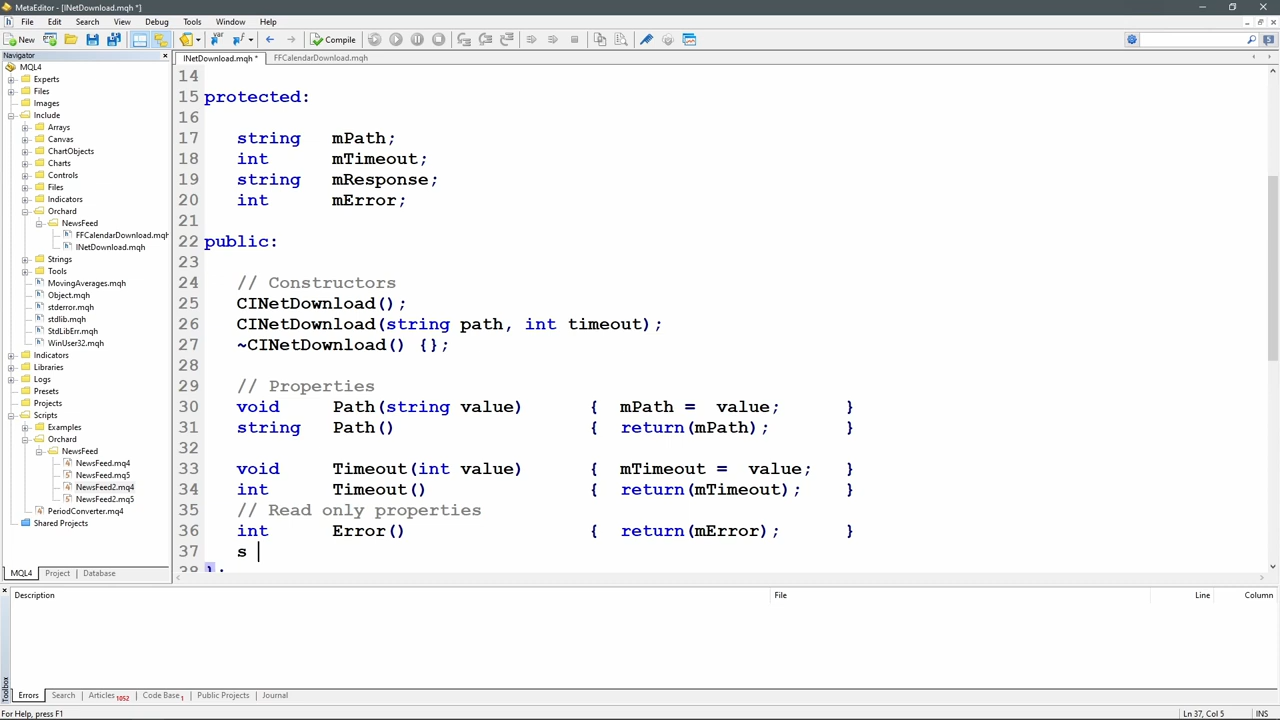 MetaEditor - [INetDownload.mqh *]
File Edit Search View Debug Tools Window Help
New Compile
Navigator
INetDownload.mqh * FFCalendarDownload.mqh
MQL4
Experts
Files
Images
Include
Arrays
Canvas
ChartObjects
Charts
Controls
Files
Indicators
Orchard
NewsFeed
FFCalendarDownload.mqh
INetDownload.mqh
Strings
Tools
MovingAverages.mqh
Object.mqh
stderror.mqh
stdlib.mqh
StdLibErr.mqh
WinUser32.mqh
Indicators
Libraries
Logs
Presets
Projects
Scripts
Examples
Orchard
NewsFeed
NewsFeed.mq4
NewsFeed.mq5
NewsFeed2.mq4
NewsFeed2.mq5
PeriodConverter.mq4
Shared Projects
MQL4 Project Database
14
15 protected:
16
17 string mPath;
18 int mTimeout;
19 string mResponse;
20 int mError;
21
22 public:
23
24 // Constructors
25 CINetDownload();
26 CINetDownload(string path, int timeout);
27 ~CINetDownload() {};
28
29 // Properties
30 void Path(string value) { mPath = value; }
31 string Path() { return(mPath); }
32
33 void Timeout(int value) { mTimeout = value; }
34 int Timeout() { return(mTimeout); }
35 // Read only properties
36 int Error() { return(mError); }
37 s
38 };
Description File Line Column
Toolbox
Errors Search Articles 1052 Code Base 1 Public Projects Journal
For Help, press F1 Ln 37, Col 5 INS